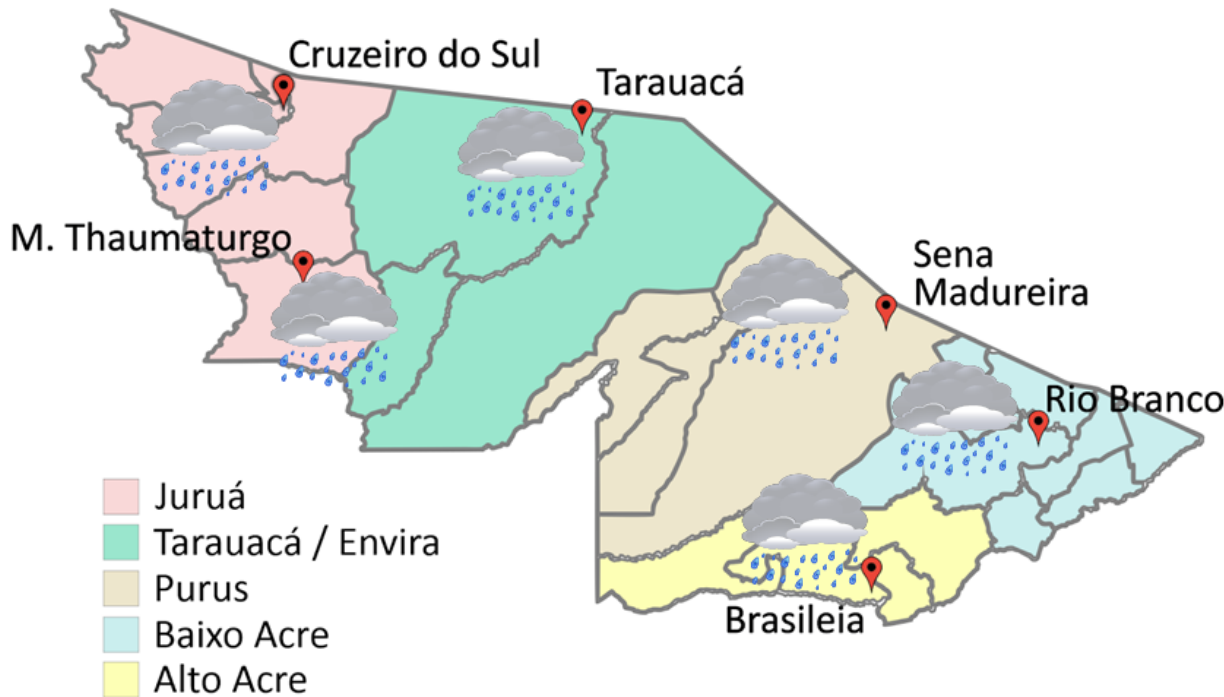 Cruzeiro do Sul
Tarauacá
M. Thaumaturgo
Sena
Madureira
Rio Branco
Brasileia
Juruá
Tarauacá / Envira
Purus
Baixo Acre
Alto Acre